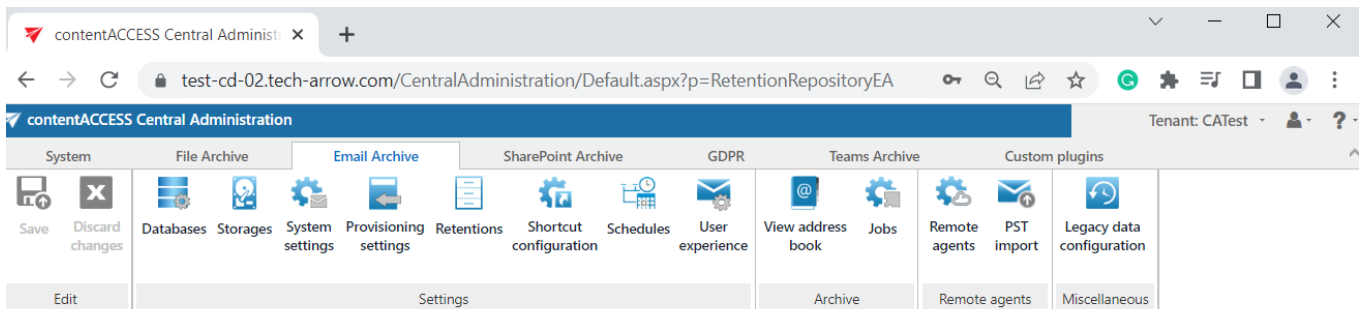 contentACCESS Central Administ
test-cd-02.tech-arrow.com/CentralAdministration/Default.aspx?p=RetentionRepositoryEA
contentACCESS Central Administration
Tenant: CATest
System File Archive Email Archive SharePoint Archive GDPR Teams Archive Custom plugins
Save Discard changes Databases Storages System settings Provisioning settings Retentions Shortcut configuration Schedules User experience View address book Jobs Remote agents PST import Legacy data configuration
Edit Settings Archive Remote agents Miscellaneous